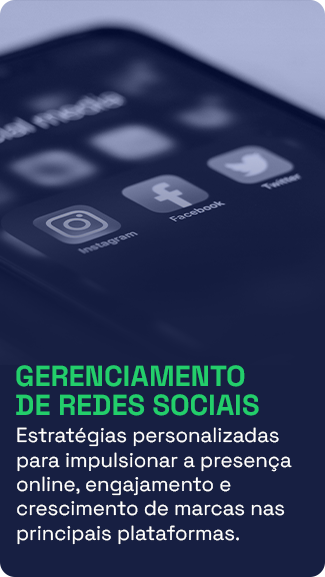 ial media
Instagram
Facebook
Twitter
GERENCIAMENTO
DE REDES SOCIAIS
Estratégias personalizadas
para impulsionar a presença
online, engajamento e
crescimento de marcas nas
principais plataformas.